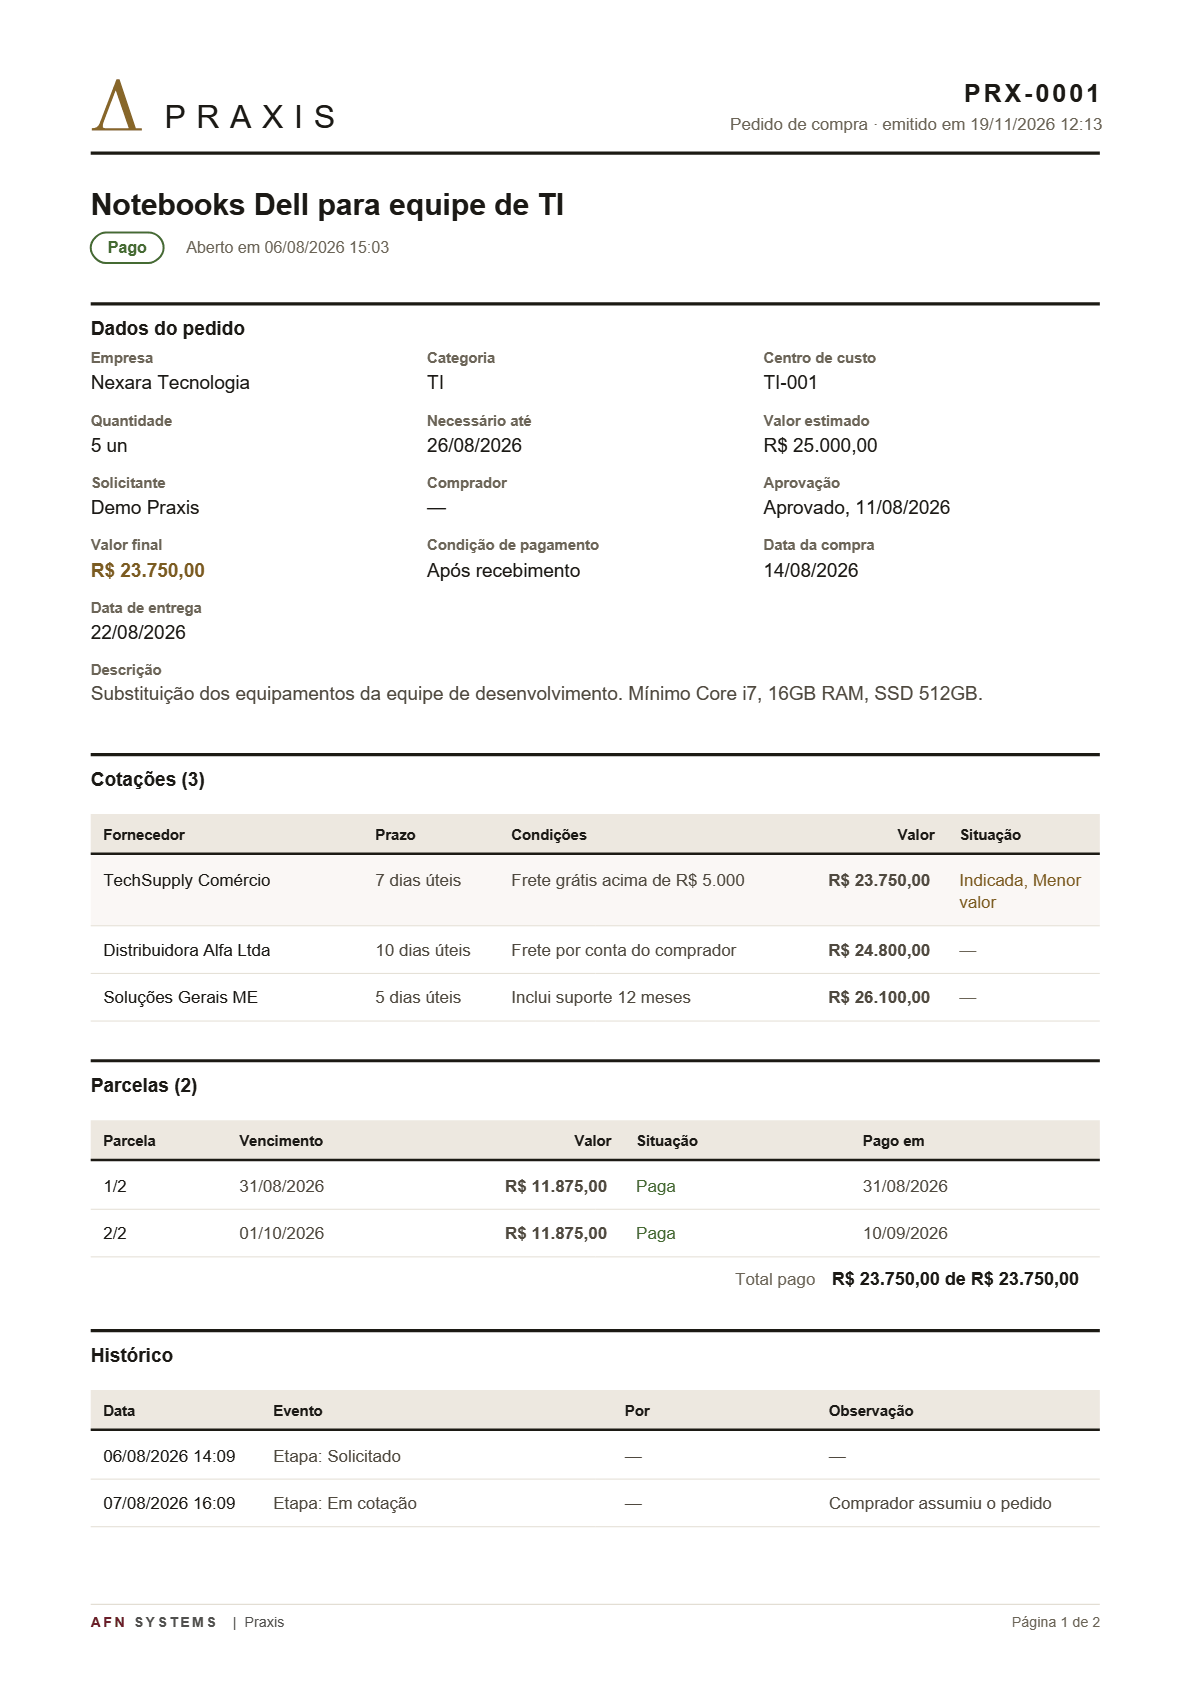 PRAXIS
PRX-0001
Pedido de compra · emitido em 19/11/2026 12:13
Notebooks Dell para equipe de TI
Pago Aberto em 06/08/2026 15:03
Dados do pedido
Empresa Categoria Centro de custo
Nexara Tecnologia TI TI-001
Quantidade Necessário até Valor estimado
5 un 26/08/2026 R$ 25.000,00
Solicitante Comprador Aprovação
Demo Praxis — Aprovado, 11/08/2026
Valor final Condição de pagamento Data da compra
R$ 23.750,00 Após recebimento 14/08/2026
Data de entrega
22/08/2026
Descrição
Substituição dos equipamentos da equipe de desenvolvimento. Mínimo Core i7, 16GB RAM, SSD 512GB.
Cotações (3)
Fornecedor Prazo Condições Valor Situação
TechSupply Comércio 7 dias úteis Frete grátis acima de R$ 5.000 R$ 23.750,00 Indicada, Menor
valor
Distribuidora Alfa Ltda 10 dias úteis Frete por conta do comprador R$ 24.800,00 —
Soluções Gerais ME 5 dias úteis Inclui suporte 12 meses R$ 26.100,00 —
Parcelas (2)
Parcela Vencimento Valor Situação Pago em
1/2 31/08/2026 R$ 11.875,00 Paga 31/08/2026
2/2 01/10/2026 R$ 11.875,00 Paga 10/09/2026
Total pago R$ 23.750,00 de R$ 23.750,00
Histórico
Data Evento Por Observação
06/08/2026 14:09 Etapa: Solicitado — —
07/08/2026 16:09 Etapa: Em cotação — Comprador assumiu o pedido
AFN SYSTEMS | Praxis Página 1 de 2